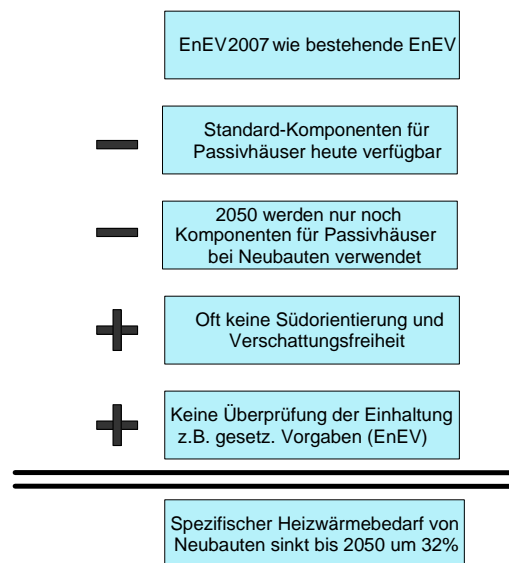 EnEV2007 wie bestehende EnEV
Standard-Komponenten für
Passivhäuser heute verfügbar
2050 werden nur noch
Komponenten für Passivhäuser
bei Neubauten verwendet
Oft keine Südorientierung und
Verschattungsfreiheit
Keine Überprüfung der Einhaltung
z.B. gesetz. Vorgaben (EnEV)
Spezifischer Heizwärmebedarf von
Neubauten sinkt bis 2050 um 32%